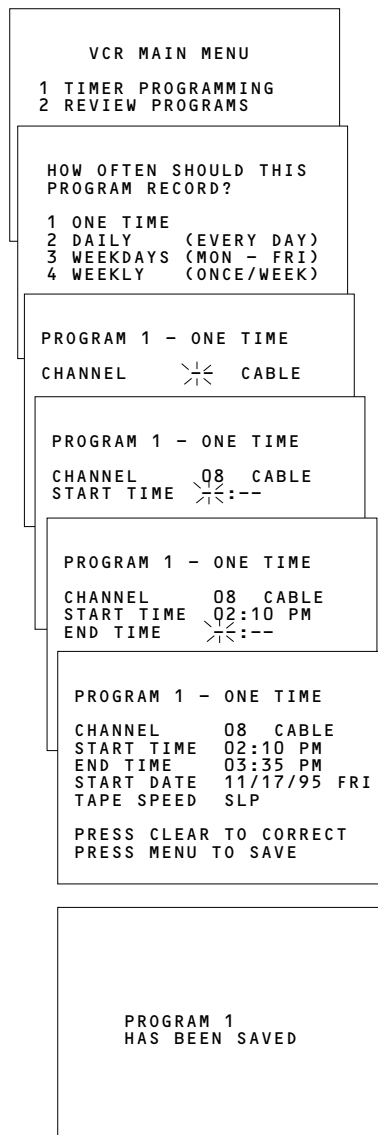 VCR MAIN MENU
1 TIMER PROGRAMMING
2 REVIEW PROGRAMS
HOW OFTEN SHOULD THIS
PROGRAM RECORD?
1 ONE TIME
2 DAILY (EVERY DAY)
3 WEEKDAYS (MON - FRI)
4 WEEKLY (ONCE/WEEK)
PROGRAM 1 - ONE TIME
CHANNEL -- CABLE
PROGRAM 1 - ONE TIME
CHANNEL 08 CABLE
START TIME --:--
PROGRAM 1 - ONE TIME
CHANNEL 08 CABLE
START TIME 02:10 PM
END TIME --:--
PROGRAM 1 - ONE TIME
CHANNEL 08 CABLE
START TIME 02:10 PM
END TIME 03:35 PM
START DATE 11/17/95 FRI
TAPE SPEED SLP
PRESS CLEAR TO CORRECT
PRESS MENU TO SAVE
PROGRAM 1
HAS BEEN SAVED